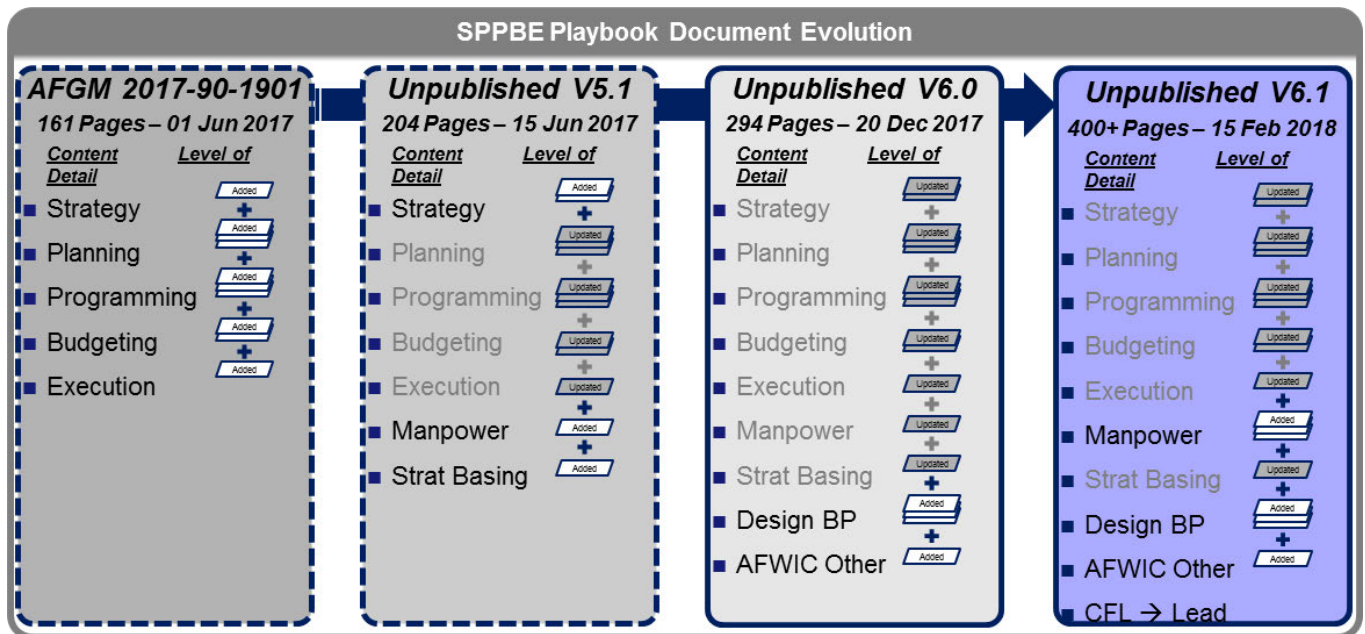 SPPBE Playbook Document Evolution
AFGM 2017-90-1901
161 Pages – 01 Jun 2017
Content Level of
Detail
Added
Strategy
+
Added
Planning
+
Added
Programming
+
Added
Budgeting
+
Added
Execution
Unpublished V5.1
204 Pages – 15 Jun 2017
Content Level of
Detail
Added
Strategy
+
Updated
Planning
+
Updated
Programming
+
Updated
Budgeting
+
Updated
Execution
+
Added
Manpower
+
Added
Strat Basing
Unpublished V6.0
294 Pages – 20 Dec 2017
Content Level of
Detail
Updated
Strategy
+
Updated
Planning
+
Updated
Programming
+
Updated
Budgeting
+
Updated
Execution
+
Updated
Manpower
+
Updated
Strat Basing
+
Added
Design BP
+
Added
AFWIC Other
Unpublished V6.1
400+ Pages – 15 Feb 2018
Content Level of
Detail
Updated
Strategy
+
Updated
Planning
+
Updated
Programming
+
Updated
Budgeting
+
Updated
Execution
+
Added
Manpower
+
Updated
Strat Basing
+
Added
Design BP
+
Added
AFWIC Other
CFL → Lead